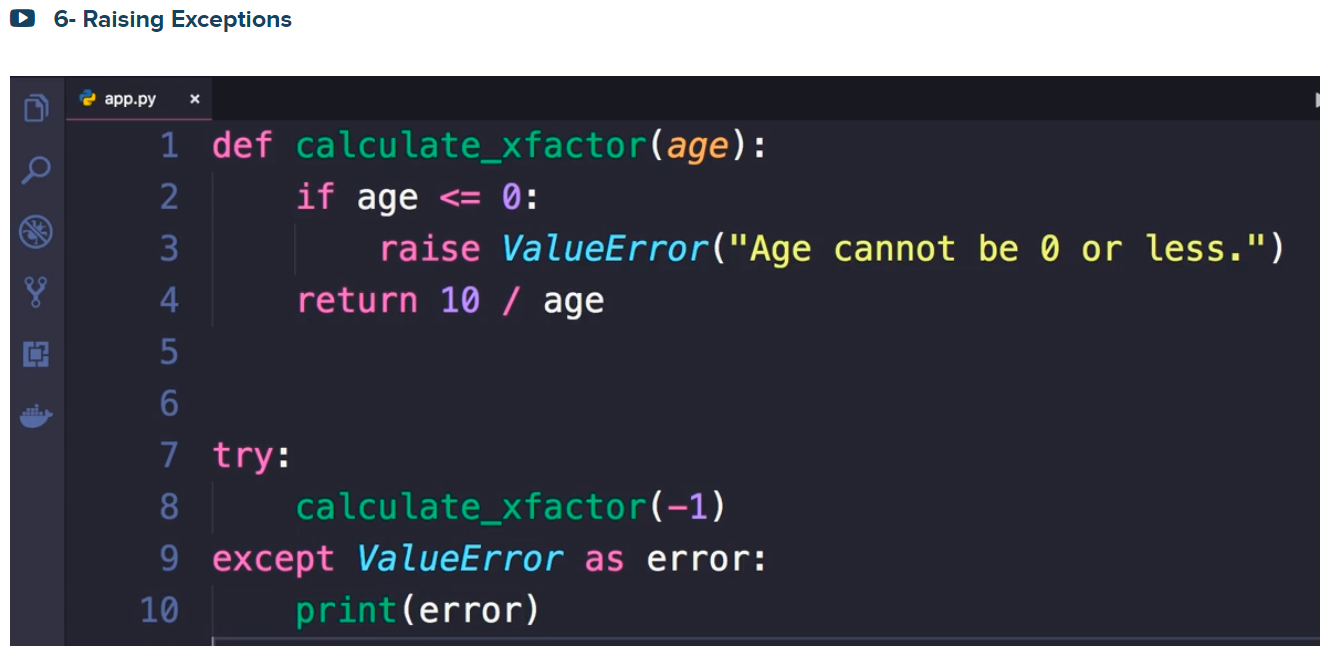 6- Raising Exceptions
app.py ×
1 def calculate_xfactor(age):
2     if age <= 0:
3         raise ValueError("Age cannot be 0 or less.")
4     return 10 / age
5
6
7 try:
8     calculate_xfactor(-1)
9 except ValueError as error:
10     print(error)